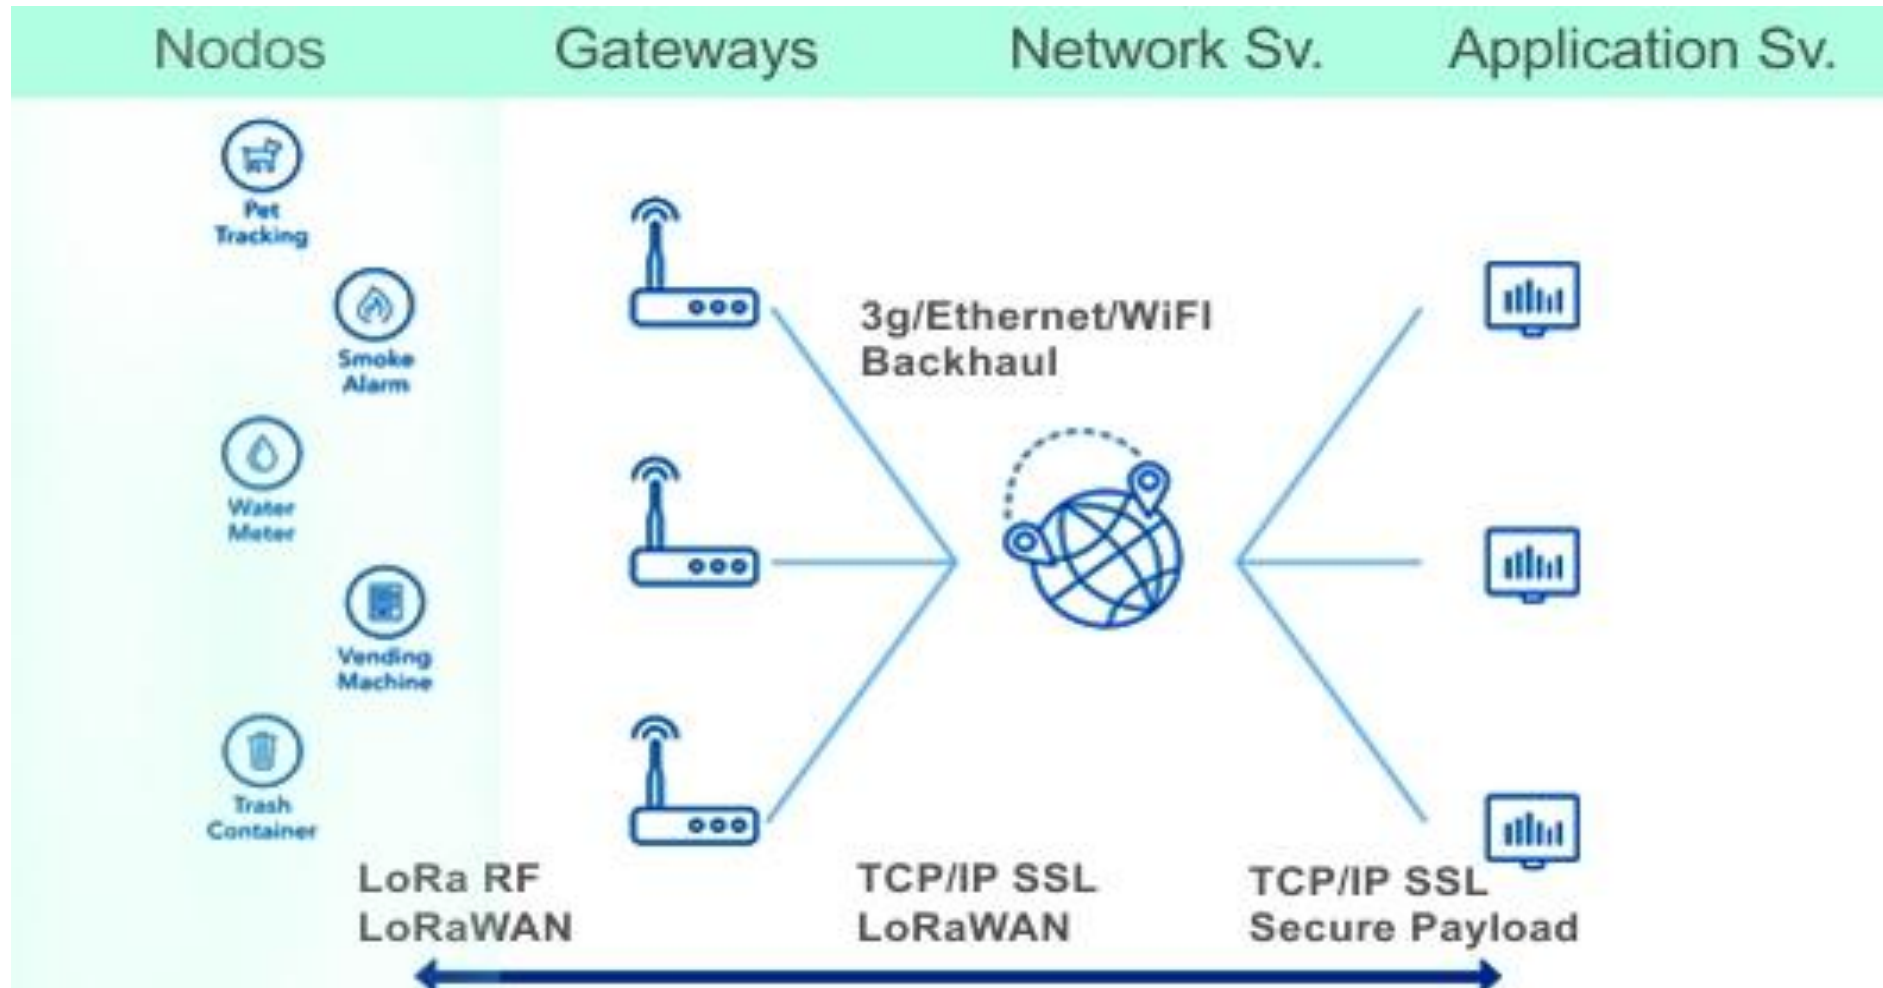 Nodos
Gateways
Network Sv.
Application Sv.
Pet
Tracking
Smoke
Alarm
Water
Meter
Vending
Machine
Trash
Container
3g/Ethernet/WiFI
Backhaul
LoRa RF
LoRaWAN
TCP/IP SSL
LoRaWAN
TCP/IP SSL
Secure Payload